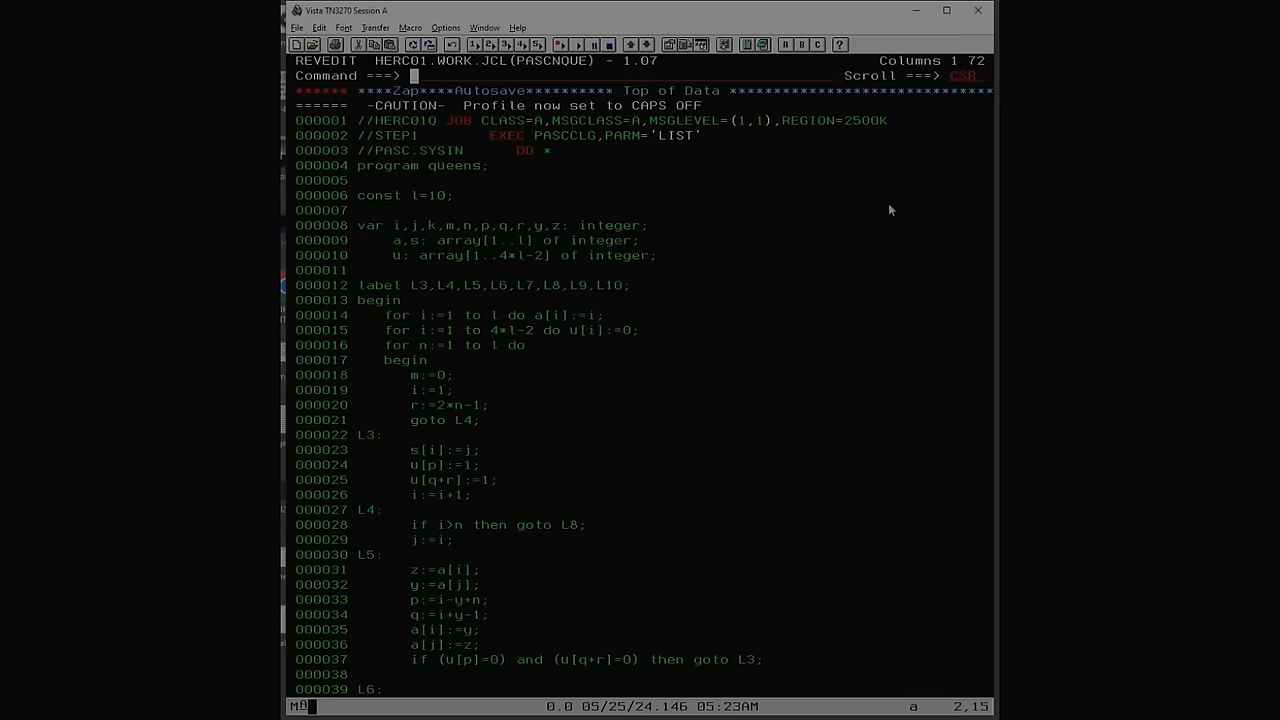 Vista TN3270 Session A
File Edit Font Transfer Macro Options Window Help
REVEDIT HERC01.WORK.JCL(PASCNQUE) - 1.07 Columns 1 72
Command ===> Scroll ===> CSR
****** ****Zap****Autosave********** Top of Data ******************************
====== -CAUTION- Profile now set to CAPS OFF
000001 //HERC01Q JOB CLASS=A,MSGCLASS=A,MSGLEVEL=(1,1),REGION=2500K
000002 //STEP1 EXEC PASCCLG,PARM='LIST'
000003 //PASC.SYSIN DD *
000004 program queens;
000005
000006 const l=10;
000007
000008 var i,j,k,m,n,p,q,r,y,z: integer;
000009 a,s: array[1..l] of integer;
000010 u: array[1..4*l-2] of integer;
000011
000012 label L3,L4,L5,L6,L7,L8,L9,L10;
000013 begin
000014 for i:=1 to l do a[i]:=i;
000015 for i:=1 to 4*l-2 do u[i]:=0;
000016 for n:=1 to l do
000017 begin
000018 m:=0;
000019 i:=1;
000020 r:=2*n-1;
000021 goto L4;
000022 L3:
000023 s[i]:=j;
000024 u[p]:=1;
000025 u[q+r]:=1;
000026 i:=i+1;
000027 L4:
000028 if i>n then goto L8;
000029 j:=i;
000030 L5:
000031 z:=a[i];
000032 y:=a[j];
000033 p:=i-y+n;
000034 q:=i+y-1;
000035 a[i]:=y;
000036 a[j]:=z;
000037 if (u[p]=0) and (u[q+r]=0) then goto L3;
000038
000039 L6:
MA 0.0 05/25/24.146 05:23AM a 2,15